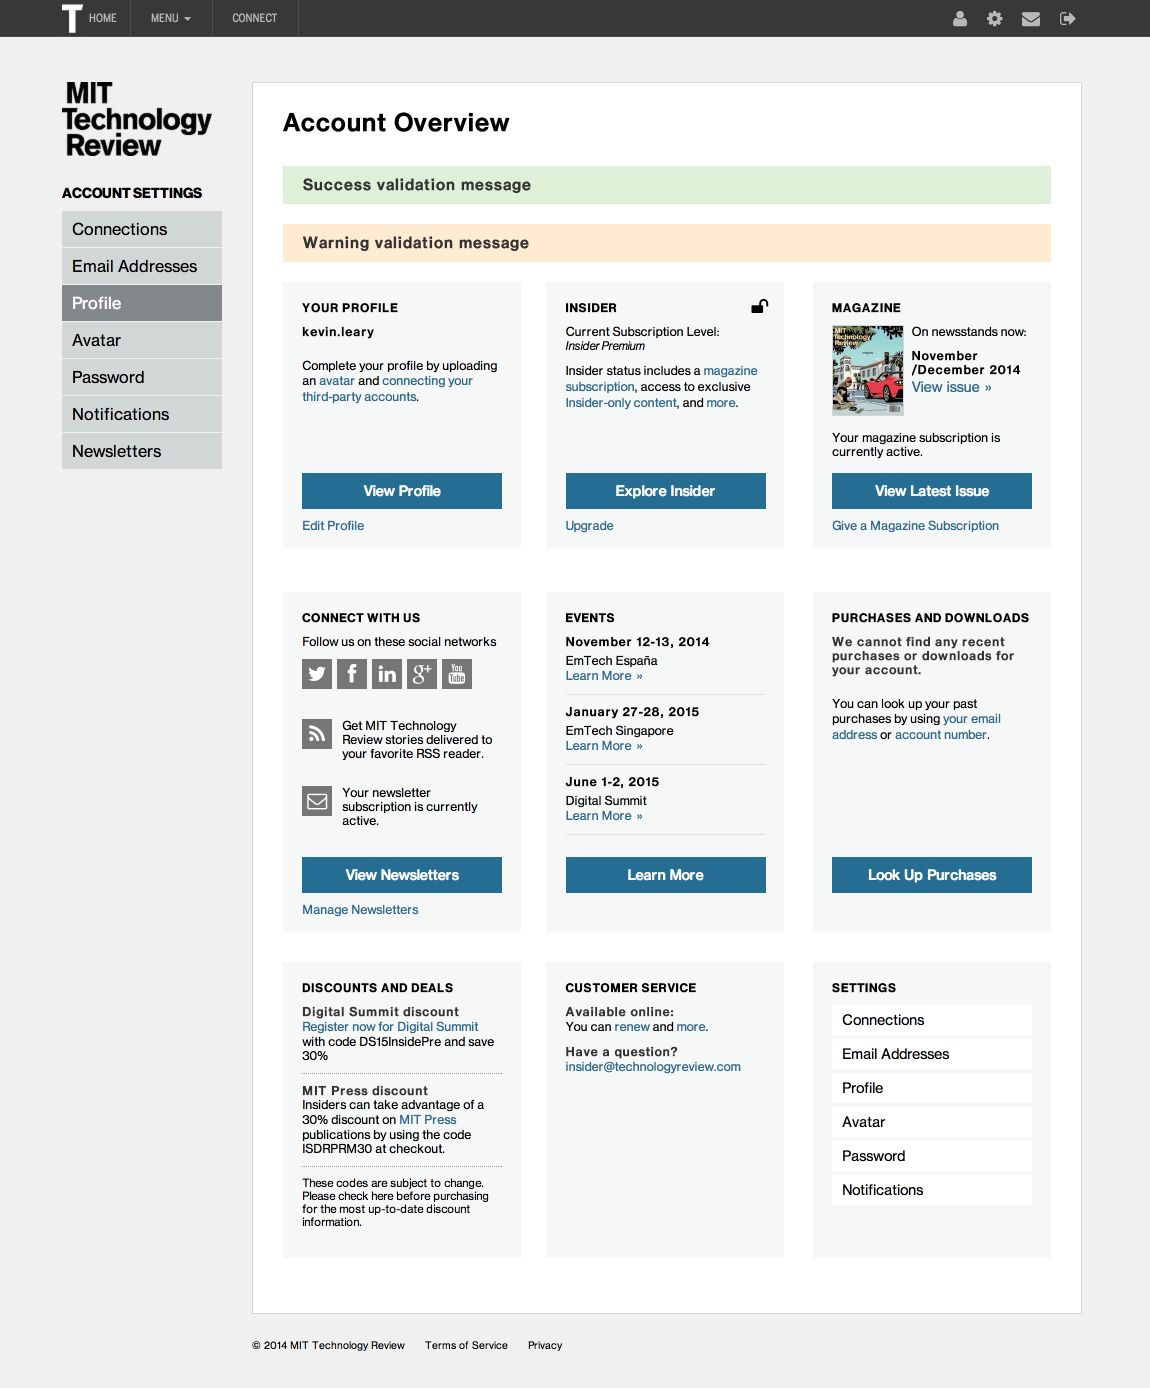 T HOME MENU CONNECT
MIT
Technology
Review
ACCOUNT SETTINGS
Connections
Email Addresses
Profile
Avatar
Password
Notifications
Newsletters
Account Overview
Success validation message
Warning validation message
YOUR PROFILE
kevin.leary
Complete your profile by uploading
an avatar and connecting your
third-party accounts.
View Profile
Edit Profile
INSIDER
Current Subscription Level:
Insider Premium
Insider status includes a magazine
subscription, access to exclusive
Insider-only content, and more.
Explore Insider
Upgrade
MAGAZINE
MIT
Technology
Review
On newsstands now:
November
/December 2014
View issue »
Your magazine subscription is
currently active.
View Latest Issue
Give a Magazine Subscription
CONNECT WITH US
Follow us on these social networks
f in g+ You Tube
Get MIT Technology
Review stories delivered to
your favorite RSS reader.
Your newsletter
subscription is currently
active.
View Newsletters
Manage Newsletters
EVENTS
November 12-13, 2014
EmTech España
Learn More »
January 27-28, 2015
EmTech Singapore
Learn More »
June 1-2, 2015
Digital Summit
Learn More »
Learn More
PURCHASES AND DOWNLOADS
We cannot find any recent
purchases or downloads for
your account.
You can look up your past
purchases by using your email
address or account number.
Look Up Purchases
DISCOUNTS AND DEALS
Digital Summit discount
Register now for Digital Summit
with code DS15InsidePre and save
30%
MIT Press discount
Insiders can take advantage of a
30% discount on MIT Press
publications by using the code
ISDRPRM30 at checkout.
These codes are subject to change.
Please check here before purchasing
for the most up-to-date discount
information.
CUSTOMER SERVICE
Available online:
You can renew and more.
Have a question?
insider@technologyreview.com
SETTINGS
Connections
Email Addresses
Profile
Avatar
Password
Notifications
© 2014 MIT Technology Review Terms of Service Privacy